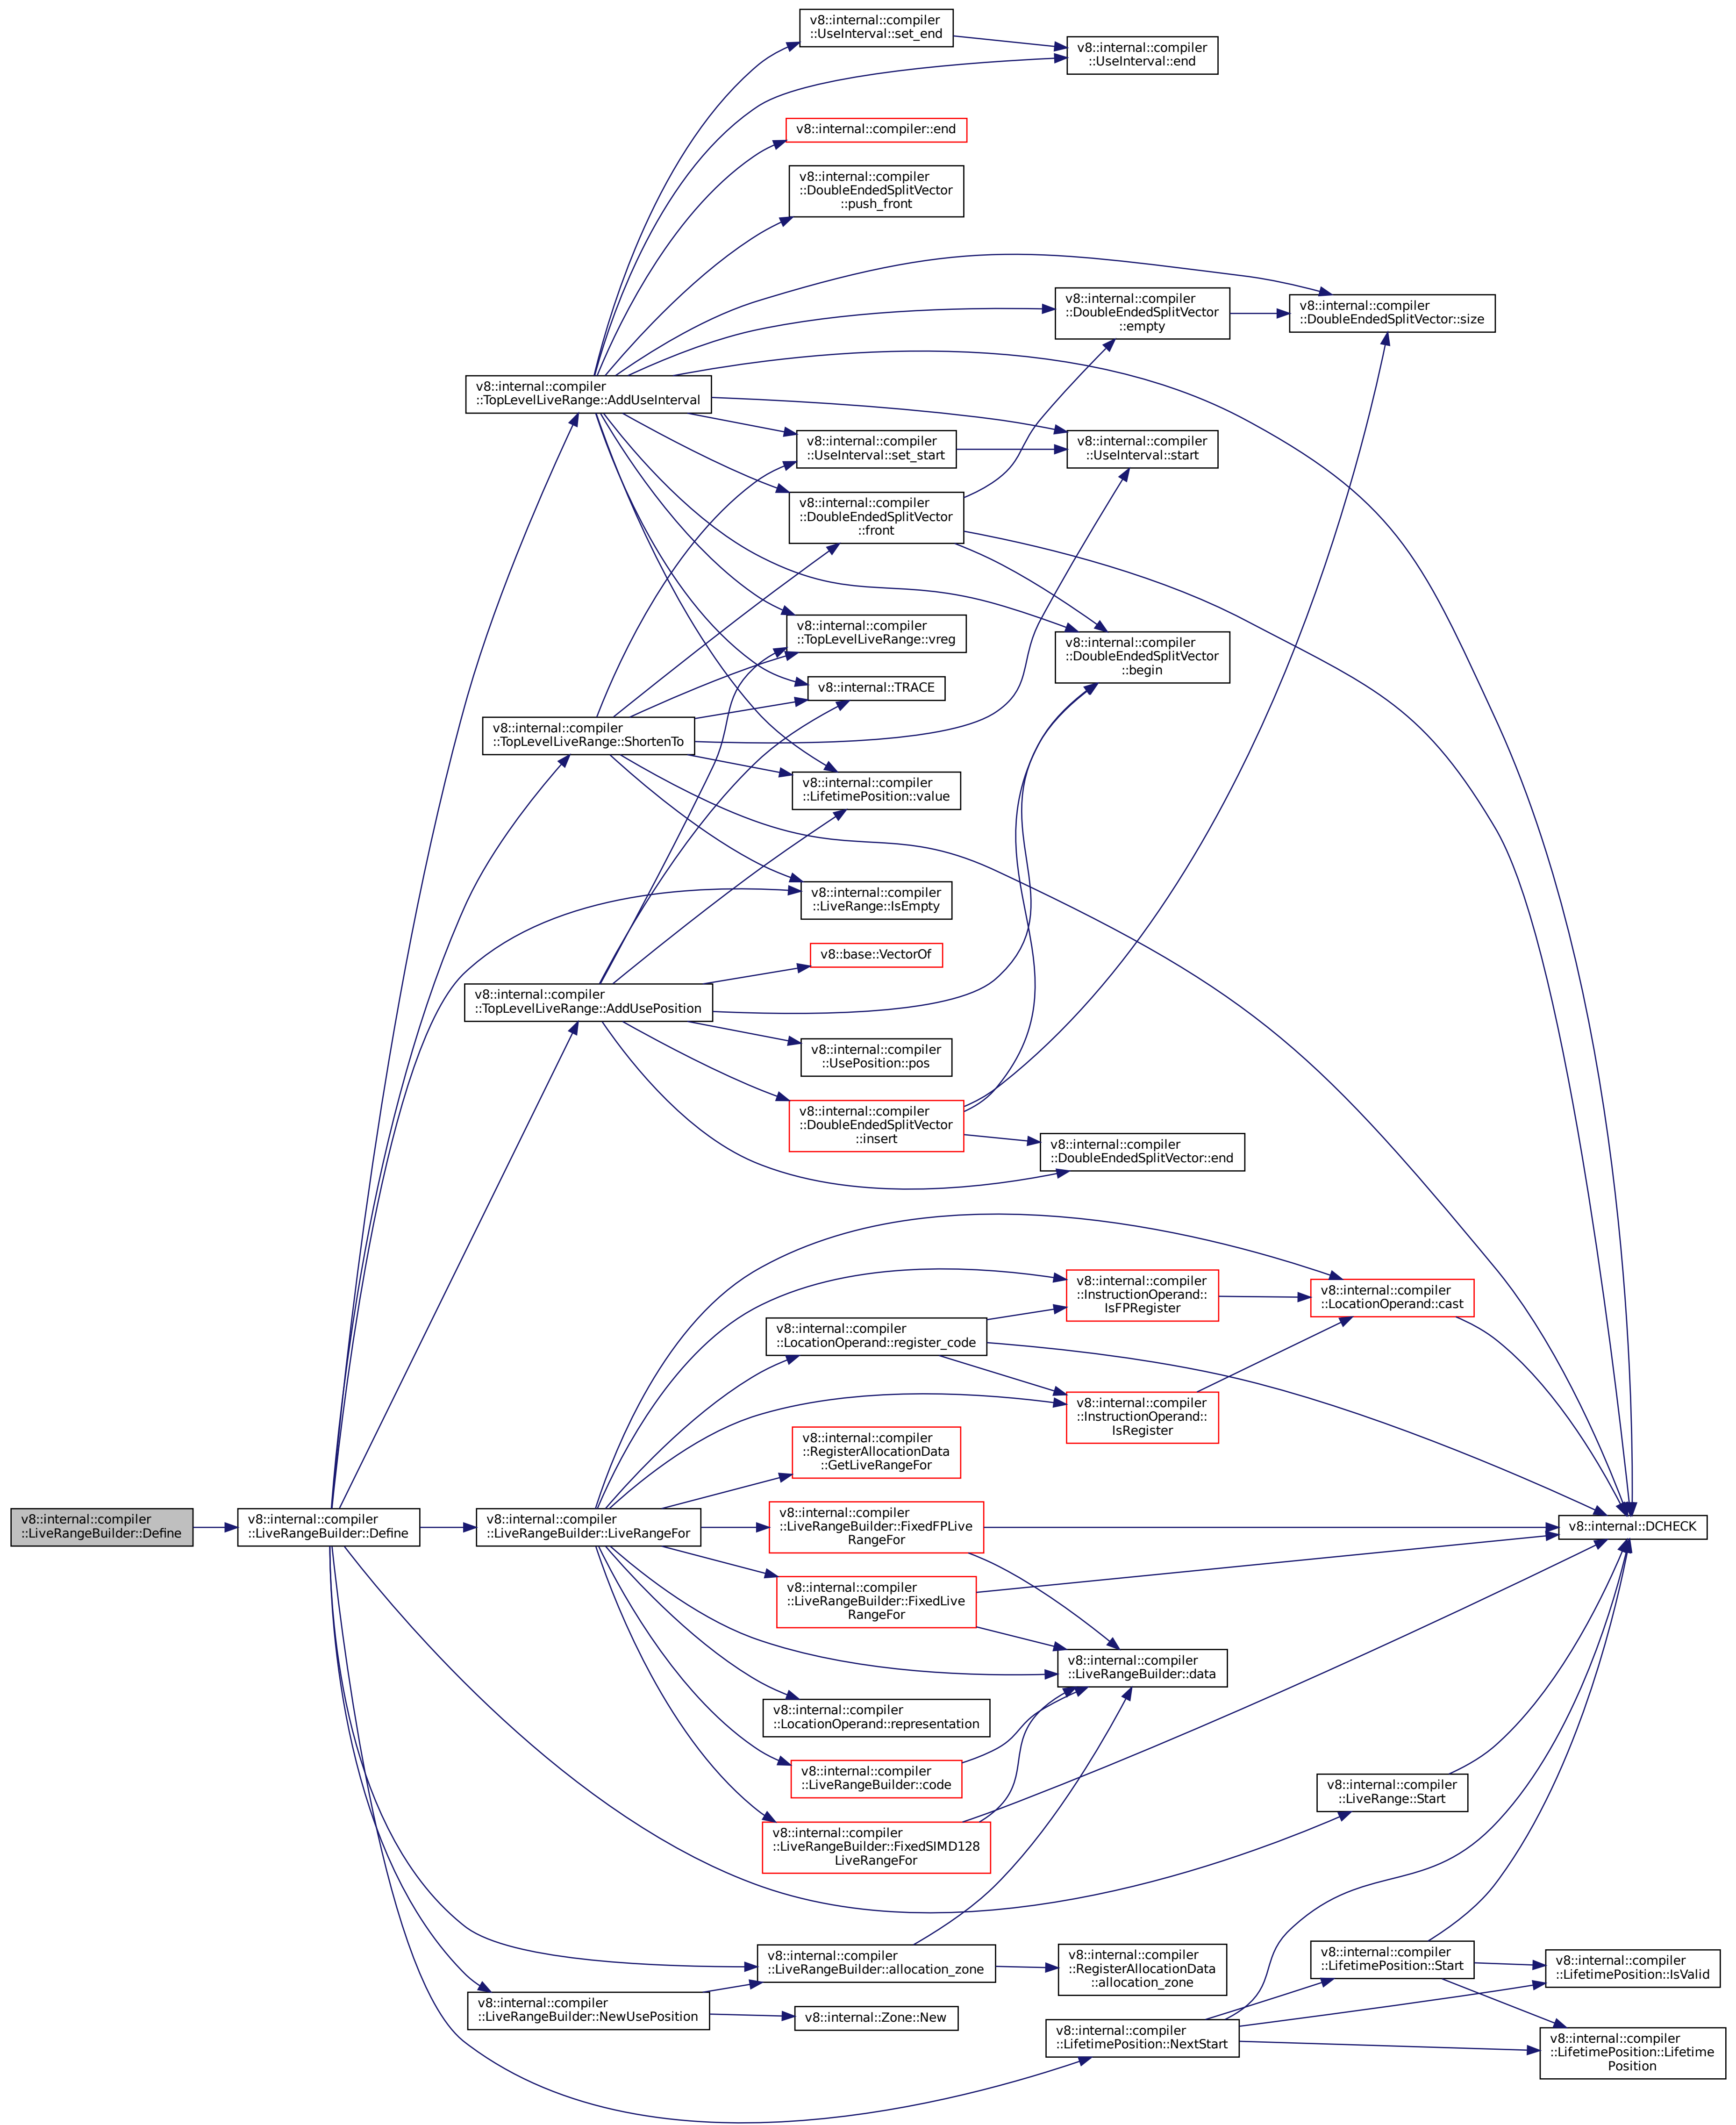 v8::internal::compiler
::UseInterval::set_end
v8::internal::compiler
::UseInterval::end
v8::internal::compiler::end
v8::internal::compiler
::DoubleEndedSplitVector
::push_front
v8::internal::compiler
::DoubleEndedSplitVector
::empty
v8::internal::compiler
::DoubleEndedSplitVector::size
v8::internal::compiler
::TopLevelLiveRange::AddUseInterval
v8::internal::compiler
::UseInterval::set_start
v8::internal::compiler
::UseInterval::start
v8::internal::compiler
::DoubleEndedSplitVector
::front
v8::internal::compiler
::TopLevelLiveRange::vreg
v8::internal::compiler
::DoubleEndedSplitVector
::begin
v8::internal::TRACE
v8::internal::compiler
::TopLevelLiveRange::ShortenTo
v8::internal::compiler
::LifetimePosition::value
v8::internal::compiler
::LiveRange::IsEmpty
v8::base::VectorOf
v8::internal::compiler
::TopLevelLiveRange::AddUsePosition
v8::internal::compiler
::UsePosition::pos
v8::internal::compiler
::DoubleEndedSplitVector
::insert
v8::internal::compiler
::DoubleEndedSplitVector::end
v8::internal::compiler
::InstructionOperand::
IsFPRegister
v8::internal::compiler
::LocationOperand::cast
v8::internal::compiler
::LocationOperand::register_code
v8::internal::compiler
::InstructionOperand::
IsRegister
v8::internal::compiler
::RegisterAllocationData
::GetLiveRangeFor
v8::internal::compiler
::LiveRangeBuilder::Define
v8::internal::compiler
::LiveRangeBuilder::Define
v8::internal::compiler
::LiveRangeBuilder::LiveRangeFor
v8::internal::compiler
::LiveRangeBuilder::FixedFPLive
RangeFor
v8::internal::DCHECK
v8::internal::compiler
::LiveRangeBuilder::FixedLive
RangeFor
v8::internal::compiler
::LiveRangeBuilder::data
v8::internal::compiler
::LocationOperand::representation
v8::internal::compiler
::LiveRangeBuilder::code
v8::internal::compiler
::LiveRange::Start
v8::internal::compiler
::LiveRangeBuilder::FixedSIMD128
LiveRangeFor
v8::internal::compiler
::LiveRangeBuilder::allocation_zone
v8::internal::compiler
::RegisterAllocationData
::allocation_zone
v8::internal::compiler
::LifetimePosition::Start
v8::internal::compiler
::LifetimePosition::IsValid
v8::internal::compiler
::LiveRangeBuilder::NewUsePosition
v8::internal::Zone::New
v8::internal::compiler
::LifetimePosition::NextStart
v8::internal::compiler
::LifetimePosition::Lifetime
Position